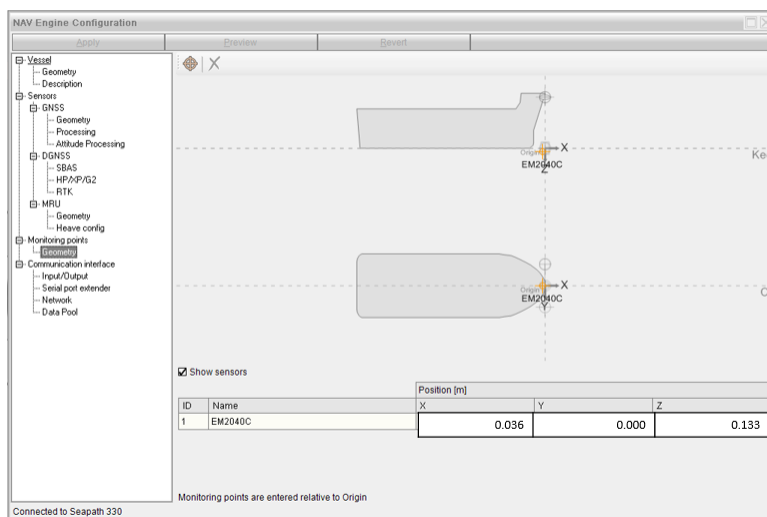 NAV Engine Configuration
Apply Preview Revert
Vessel
Geometry
Description
Sensors
GNSS
Geometry
Processing
Attitude Processing
DGNSS
SBAS
HP/XP/G2
RTK
MRU
Geometry
Heave config
Monitoring points
Geometry
Communication interface
Input/Output
Serial port extender
Network
Data Pool
X
Origin
EM2040C
Z
Ke
X
Origin
EM2040C
Y
C
Show sensors
Position [m]
ID Name X Y Z
1 EM2040C 0.036 0.000 0.133
Monitoring points are entered relative to Origin
Connected to Seapath 330